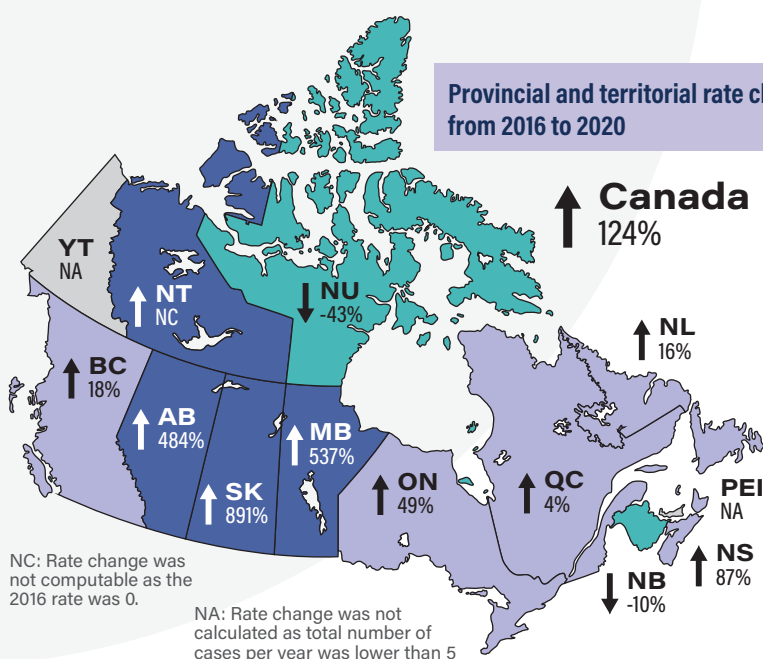 Provincial and territorial rate
from 2016 to 2020
Canada
124%
YT
NA
NT
NC
NU
-43%
NL
16%
BC
18%
AB
484%
SK
891%
MB
537%
ON
49%
QC
4%
PEI
NA
NS
87%
NB
-10%
NC: Rate change was
not computable as the
2016 rate was 0.
NA: Rate change was not
calculated as total number of
cases per year was lower than 5